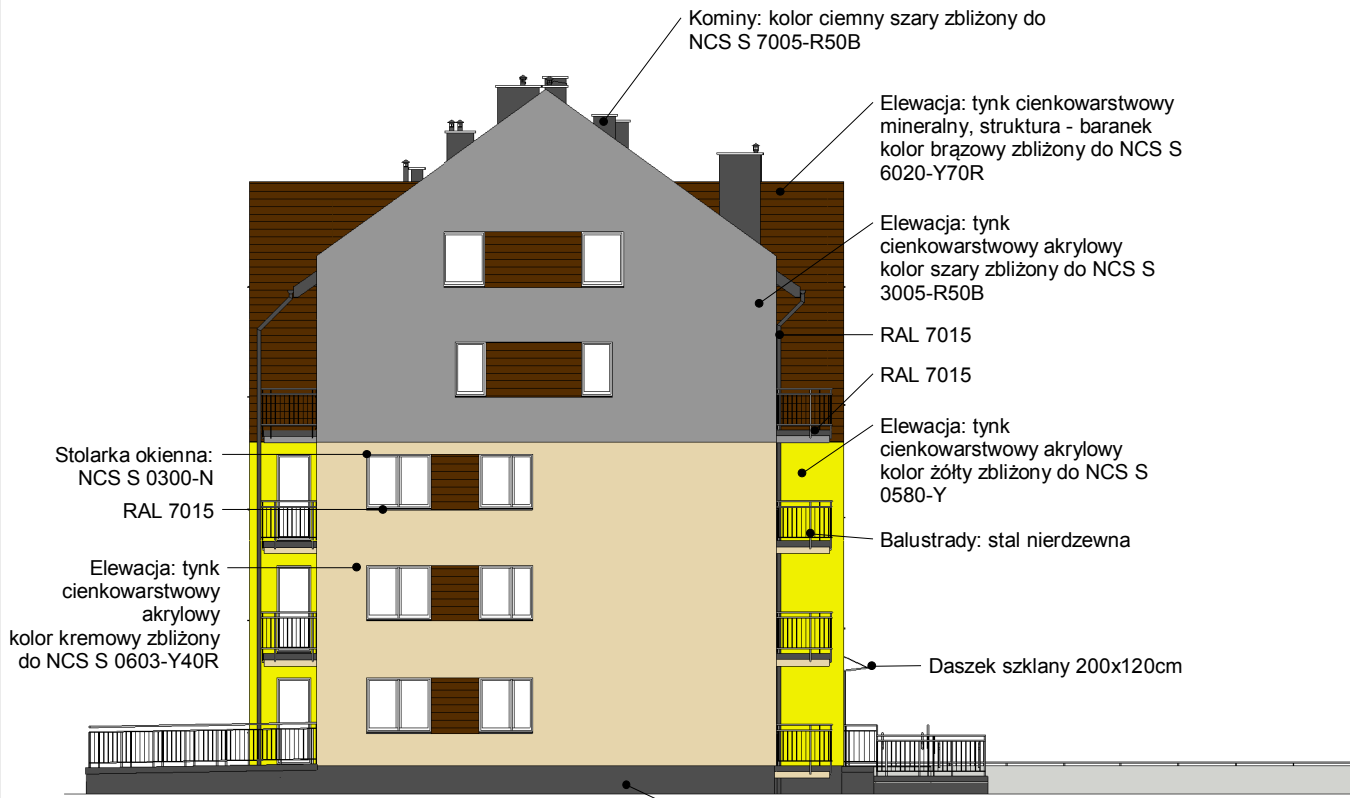 Kominy: kolor ciemny szary zbliżony do
NCS S 7005-R50B
Elewacja: tynk cienkowarstwowy
mineralny, struktura - baranek
kolor brązowy zbliżony do NCS S
6020-Y70R
Elewacja: tynk
cienkowarstwowy akrylowy
kolor szary zbliżony do NCS S
3005-R50B
RAL 7015
RAL 7015
Elewacja: tynk
cienkowarstwowy akrylowy
kolor żółty zbliżony do NCS S
0580-Y
Balustrady: stal nierdzewna
Daszek szklany 200x120cm
Stolarka okienna:
NCS S 0300-N
RAL 7015
Elewacja: tynk
cienkowarstwowy
akrylowy
kolor kremowy zbliżony
do NCS S 0603-Y40R